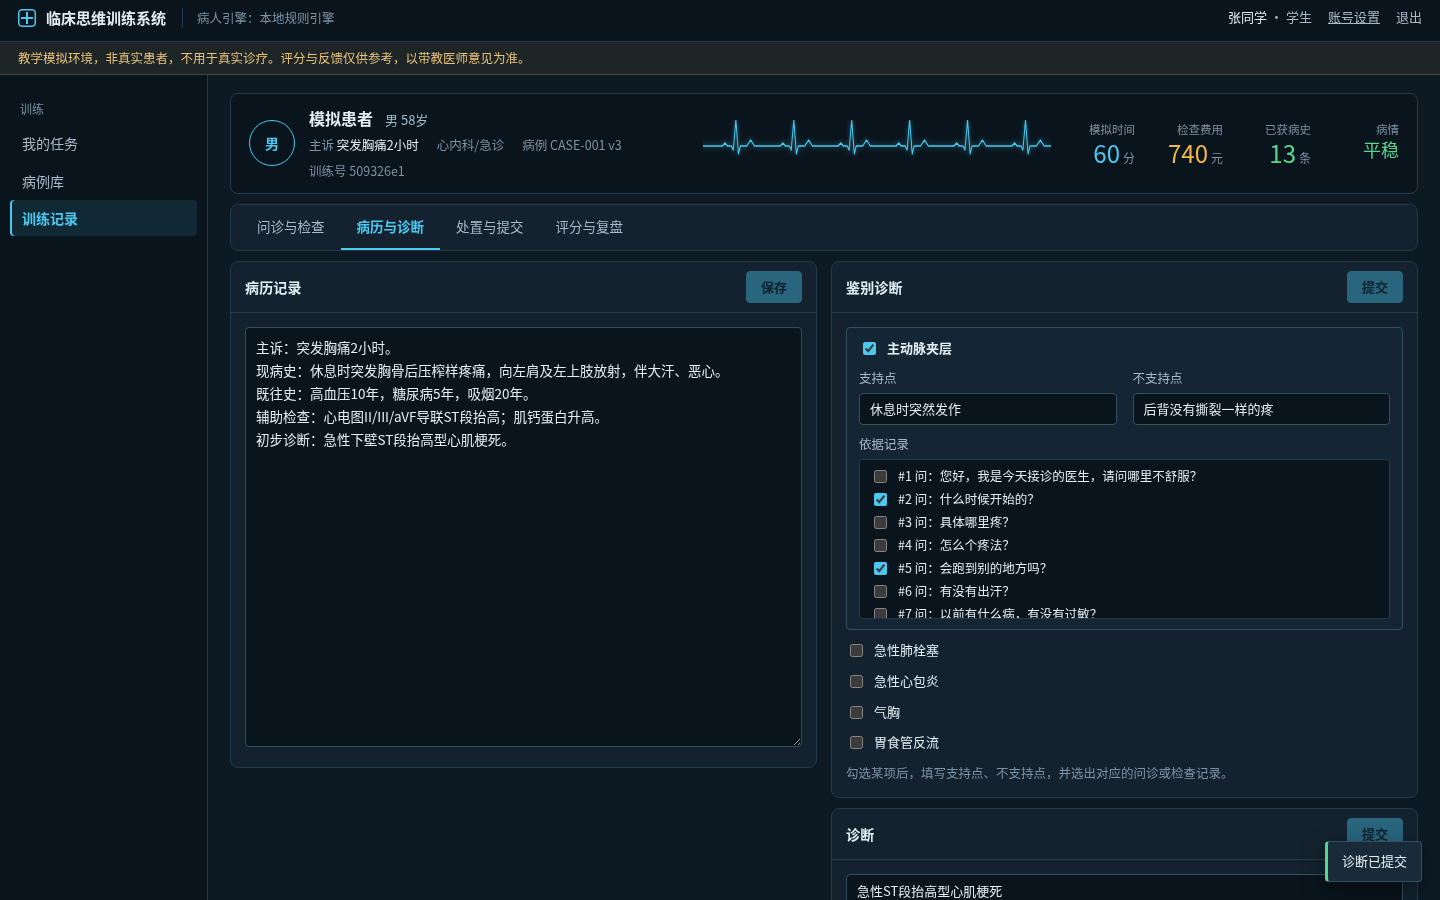 临床思维训练系统
病人引擎：本地规则引擎
张同学 · 学生
账号设置
退出
教学模拟环境，非真实患者，不用于真实诊疗。评分与反馈仅供参考，以带教医师意见为准。
训练
我的任务
病例库
训练记录
男
模拟患者 男 58岁
主诉 突发胸痛2小时 心内科/急诊 病例 CASE-001 v3
训练号 509326e1
模拟时间
60 分
检查费用
740 元
已获病史
13 条
病情
平稳
问诊与检查
病历与诊断
处置与提交
评分与复盘
病历记录
保存
主诉：突发胸痛2小时。
现病史：休息时突发胸骨后压榨样疼痛，向左肩及左上肢放射，伴大汗、恶心。
既往史：高血压10年，糖尿病5年，吸烟20年。
辅助检查：心电图II/III/aVF导联ST段抬高；肌钙蛋白升高。
初步诊断：急性下壁ST段抬高型心肌梗死。
鉴别诊断
提交
主动脉夹层
支持点
不支持点
休息时突然发作
后背没有撕裂一样的疼
依据记录
#1 问：您好，我是今天接诊的医生，请问哪里不舒服？
#2 问：什么时候开始的？
#3 问：具体哪里疼？
#4 问：怎么个疼法？
#5 问：会跑到别的地方吗？
#6 问：有没有出汗？
#7 问：以前有什么病，有没有过敏？
急性肺栓塞
急性心包炎
气胸
胃食管反流
勾选某项后，填写支持点、不支持点，并选出对应的问诊或检查记录。
诊断
提交
诊断已提交
急性ST段抬高型心肌梗死